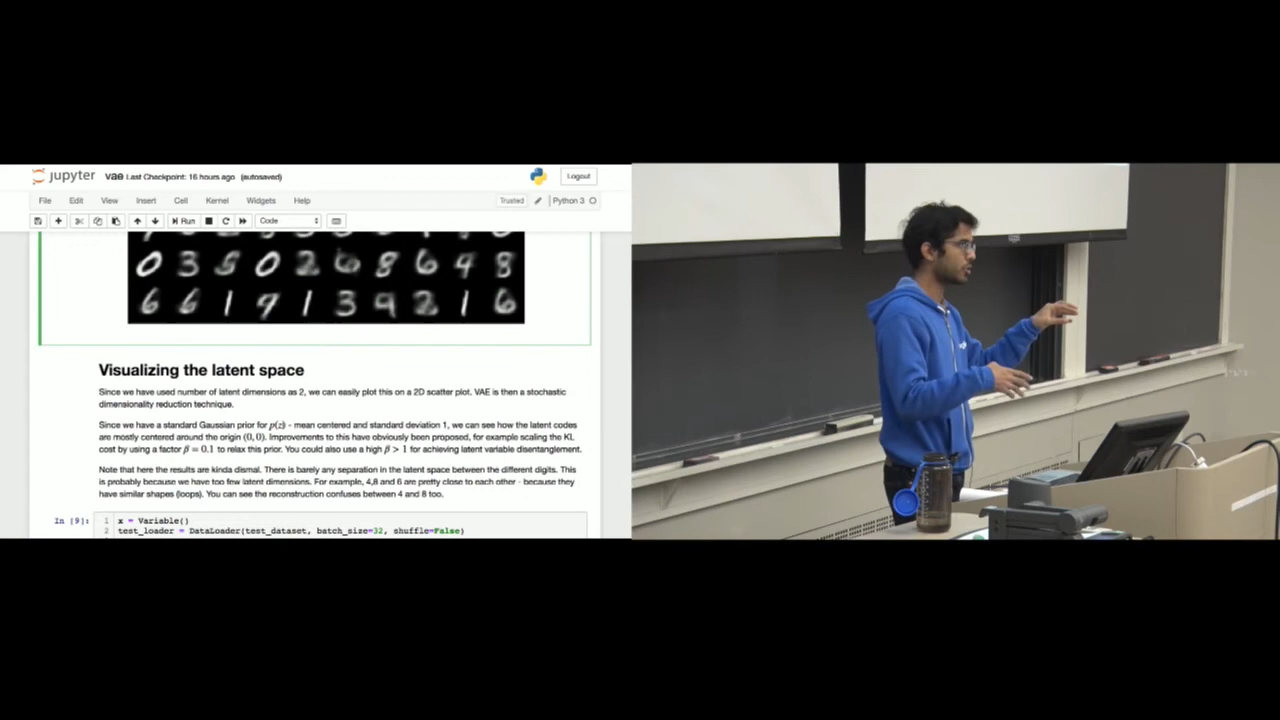 jupyter vae Last Checkpoint: 16 hours ago (autosaved) Logout
File Edit View Insert Cell Kernel Widgets Help Trusted Python 3
Run Code
0 3 5 0 2 6 8 6 4 8
6 6 1 9 1 3 9 2 1 6
Visualizing the latent space
Since we have used number of latent dimensions as 2, we can easily plot this on a 2D scatter plot. VAE is then a stochastic
dimensionality reduction technique.
Since we have a standard Gaussian prior for p(z) - mean centered and standard deviation 1, we can see how the latent codes
are mostly centered around the origin (0, 0). Improvements to this have obviously been proposed, for example scaling the KL
cost by using a factor β = 0.1 to relax this prior. You could also use a high β > 1 for achieving latent variable disentanglement.
Note that here the results are kinda dismal. There is barely any separation in the latent space between the different digits. This
is probably because we have too few latent dimensions. For example, 4,8 and 6 are pretty close to each other - because they
have similar shapes (loops). You can see the reconstruction confuses between 4 and 8 too.
In [9]: 1 x = Variable()
2 test_loader = DataLoader(test_dataset, batch_size=32, shuffle=False)